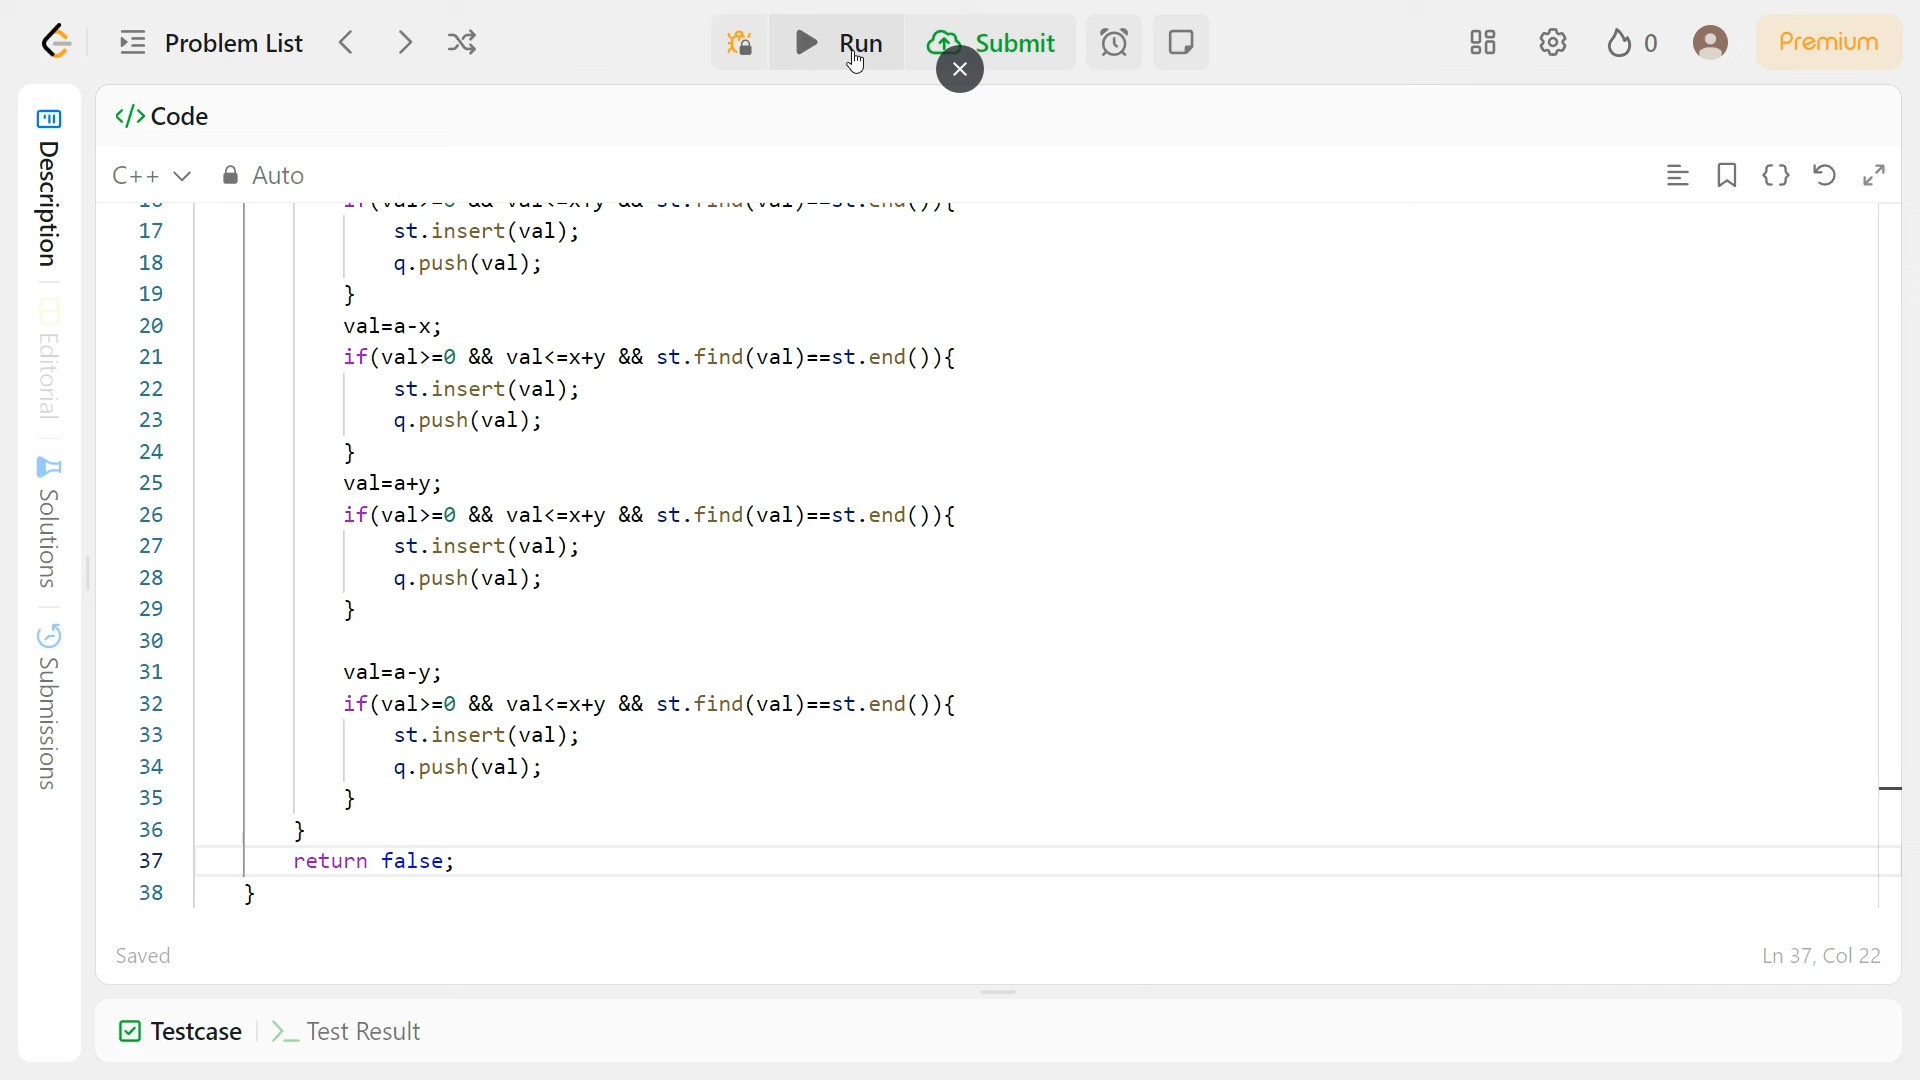 Problem List
Run
Submit
0
Premium
</> Code
C++
Auto
17 st.insert(val);
18 q.push(val);
19 }
20 val=a-x;
21 if(val>=0 && val<=x+y && st.find(val)==st.end()){
22 st.insert(val);
23 q.push(val);
24 }
25 val=a+y;
26 if(val>=0 && val<=x+y && st.find(val)==st.end()){
27 st.insert(val);
28 q.push(val);
29 }
30
31 val=a-y;
32 if(val>=0 && val<=x+y && st.find(val)==st.end()){
33 st.insert(val);
34 q.push(val);
35 }
36 }
37 return false;
38 }
Saved
Ln 37, Col 22
Testcase
Test Result
Description
Editorial
Solutions
Submissions